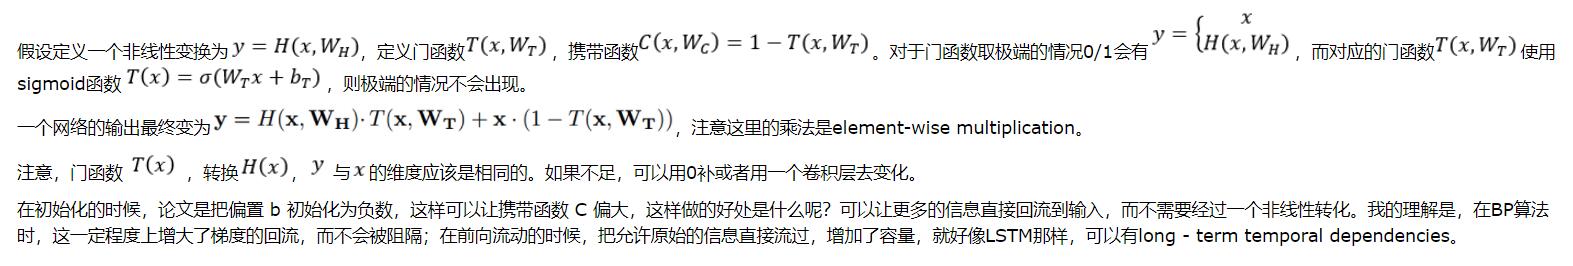 假设定义一个非线性变换为 y = H(x, W_H)，定义门函数T(x, W_T)，携带函数C(x, W_C) = 1 − T(x, W_T)。对于门函数取极端的情况0/1会有 y = { x H(x, W_H)，而对应的门函数T(x, W_T)使用
sigmoid函数 T(x) = σ(W_T x + b_T)，则极端的情况不会出现。
一个网络的输出最终变为 y = H(x, W_H)· T(x, W_T) + x · (1 − T(x, W_T))，注意这里的乘法是element-wise multiplication。
注意，门函数 T(x) ，转换 H(x)， y 与 x 的维度应该是相同的。如果不足，可以用0补或者用一个卷积层去变化。
在初始化的时候，论文是把偏置 b 初始化为负数，这样可以让携带函数 C 偏大，这样做的好处是什么呢？可以让更多的信息直接回流到输入，而不需要经过一个非线性转化。我的理解是，在BP算法
时，这一定程度上增大了梯度的回流，而不会被阻隔；在前向流动的时候，把允许原始的信息直接流过，增加了容量，就好像LSTM那样，可以有long - term temporal dependencies。